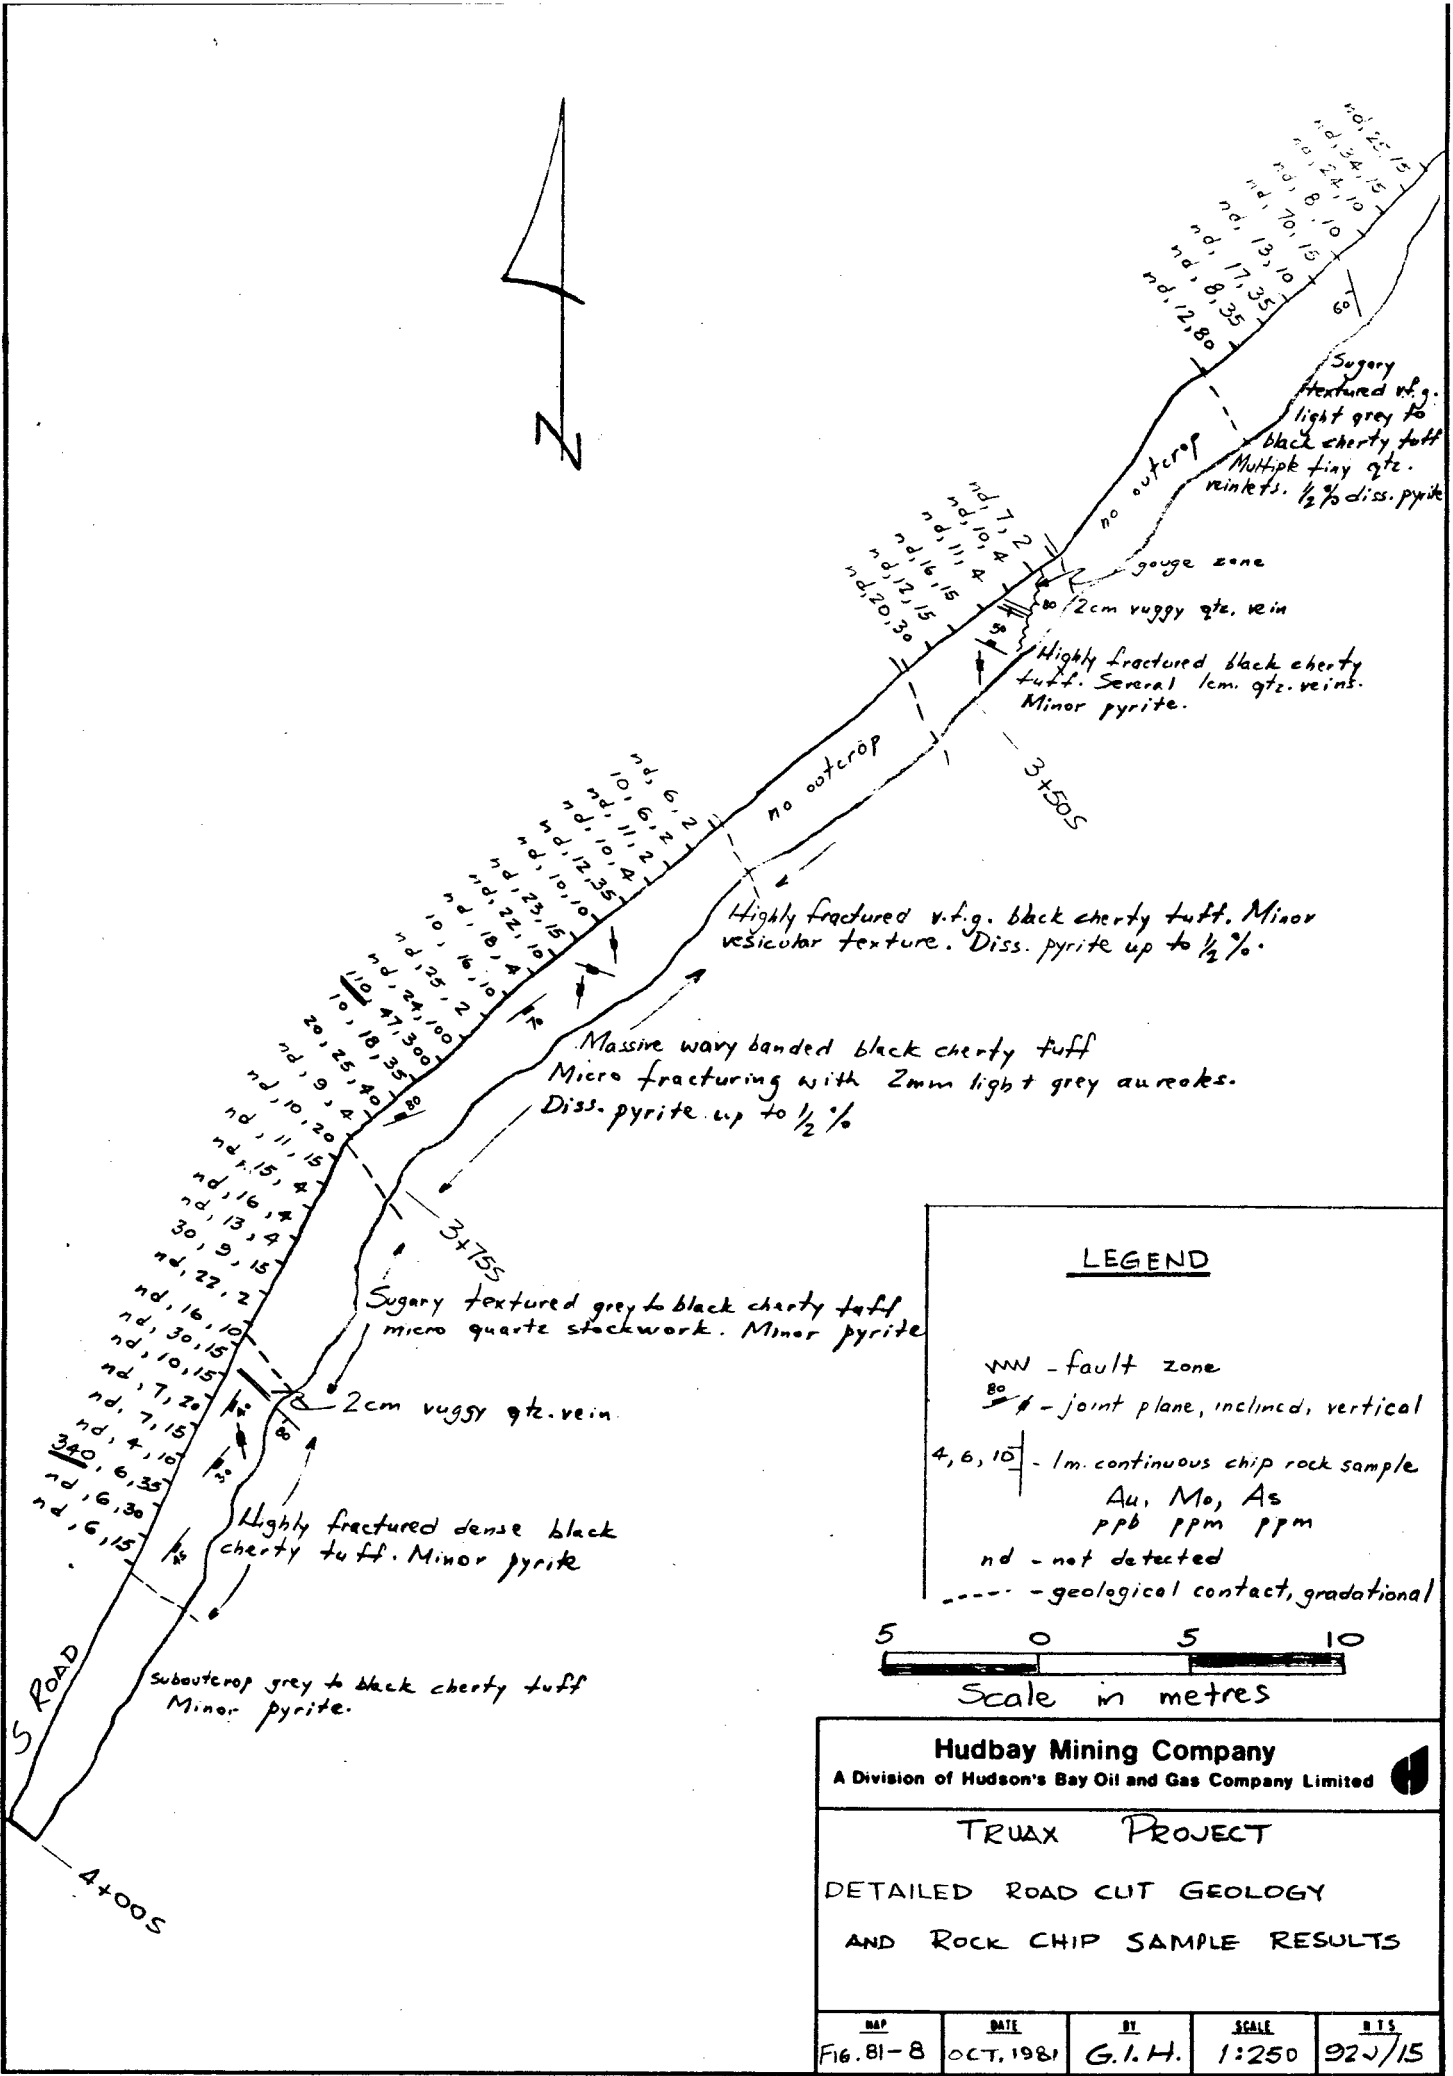 nd, 25, 15
nd, 34, 15
nd, 24, 10
nd, 8, 10
nd, 70, 15
nd, 13, 10
nd, 17, 35
nd, 8, 35
nd, 12, 80
60
Sugary
textured v.f.g.
light grey to
black cherty tuff
Multiple tiny qtz.
veinlets. 1/2 % diss. pyrite
no outcrop
N
nd, 7, 2
nd, 10, 4
nd, 11, 4
nd, 16, 15
nd, 12, 15
nd, 20, 30
gouge zone
80
2cm vuggy qtz. vein
50
Highly fractured black cherty
tuff. Several 1cm. qtz. veins.
Minor pyrite.
3+50S
no outcrop
nd, 6, 2
10, 6, 2
nd, 11, 2
nd, 10, 4
nd, 12, 35
nd, 10, 10
nd, 23, 15
nd, 22, 10
nd, 18, 4
10, 16, 10
nd, 25, 2
nd, 24, 100
110, 47, 300
10, 18, 35
20, 25, 40
nd, 9, 4
nd, 10, 20
nd, 11, 15
nd, 15, 4
nd, 16, 4
nd, 13, 4
30, 9, 15
nd, 22, 2
nd, 16, 10
nd, 30, 15
nd, 10, 15
nd, 7, 20
nd, 7, 15
nd, 4, 10
340, 6, 35
nd, 6, 30
nd, 6, 15
Highly fractured v.f.g. black cherty tuff. Minor
vesicular texture. Diss. pyrite up to 1/2 %.
70
Massive wavy banded black cherty tuff
Micro fracturing with 2mm light grey aureoles.
Diss. pyrite up to 1/2 %
80
3+75S
Sugary textured grey to black cherty tuff
micro quartz stockwork. Minor pyrite
2cm vuggy qtz. vein
80
Highly fractured dense black
cherty tuff. Minor pyrite
Suboutcrop grey to black cherty tuff
Minor pyrite.
S ROAD
4+00S
LEGEND
- fault zone
80
- joint plane, inclined, vertical
4, 6, 10 - 1m. continuous chip rock sample
Au, Mo, As
ppb ppm ppm
nd - not detected
- geological contact, gradational
5 0 5 10
Scale in metres
Hudbay Mining Company
A Division of Hudson's Bay Oil and Gas Company Limited
TRUAX PROJECT
DETAILED ROAD CUT GEOLOGY
AND ROCK CHIP SAMPLE RESULTS
MAP DATE BY SCALE N T S
FIG. 81-8 OCT. 1981 G.I.H. 1:250 92J/15